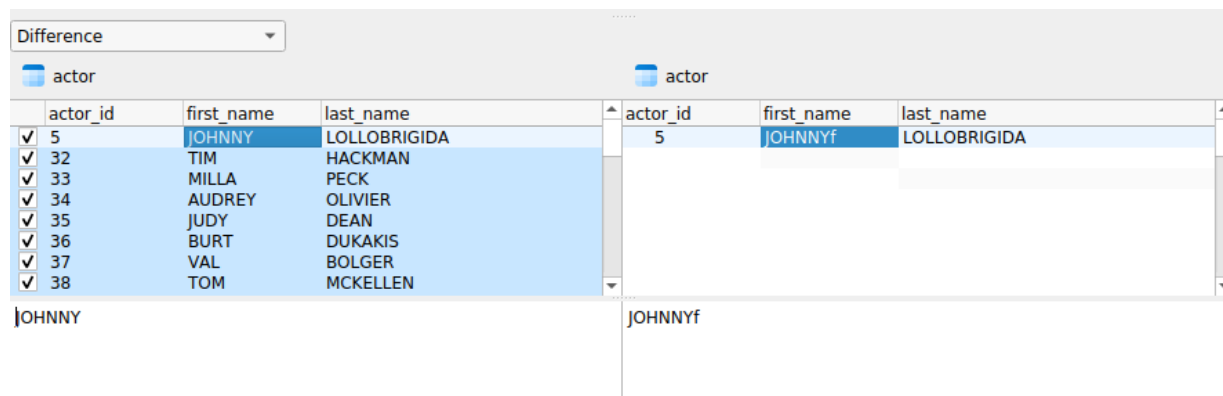 Difference
actor actor
actor_id first_name last_name actor_id first_name last_name
5 JOHNNY LOLLOBRIGIDA 5 JOHNNYf LOLLOBRIGIDA
32 TIM HACKMAN
33 MILLA PECK
34 AUDREY OLIVIER
35 JUDY DEAN
36 BURT DUKAKIS
37 VAL BOLGER
38 TOM MCKELLEN
JOHNNY JOHNNYf